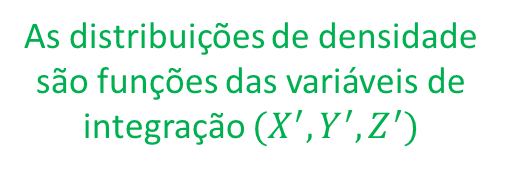 As distribuições de densidade
são funções das variáveis de
integração (X′, Y′, Z′)